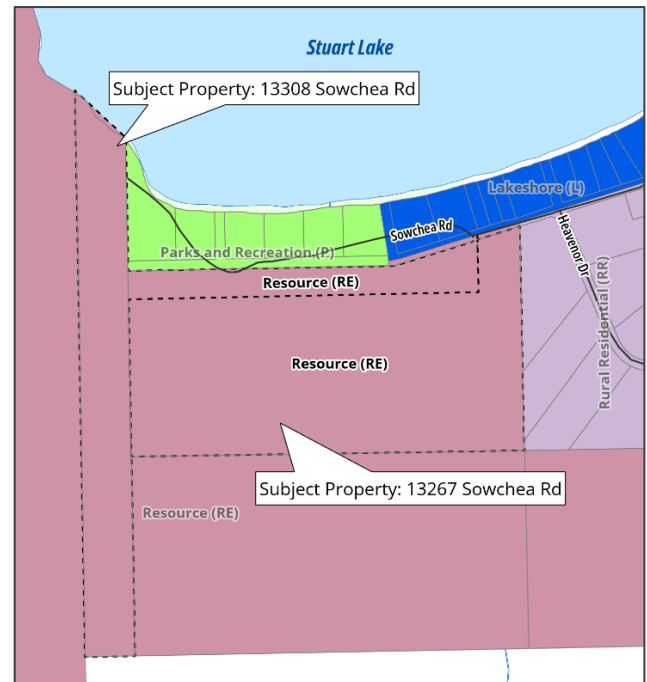 Stuart Lake
Subject Property: 13308 Sowchea Rd
Lakeshore (L)
Sowchea Rd
Heavenor Dr
Parks and Recreation (P)
Resource (RE)
Rural Residential (RR)
Resource (RE)
Subject Property: 13267 Sowchea Rd
Resource (RE)